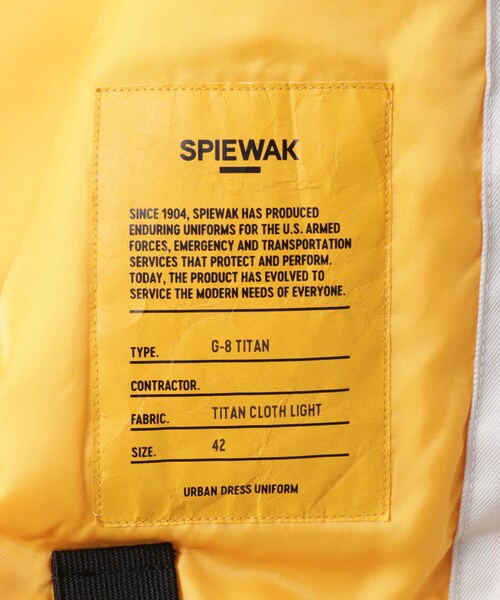 SPIEWAK
SINCE 1904, SPIEWAK HAS PRODUCED
ENDURING UNIFORMS FOR THE U.S. ARMED
FORCES, EMERGENCY AND TRANSPORTATION
SERVICES THAT PROTECT AND PERFORM.
TODAY, THE PRODUCT HAS EVOLVED TO
SERVICE THE MODERN NEEDS OF EVERYONE.
TYPE. G-8 TITAN
CONTRACTOR.
FABRIC. TITAN CLOTH LIGHT
SIZE. 42
URBAN DRESS UNIFORM